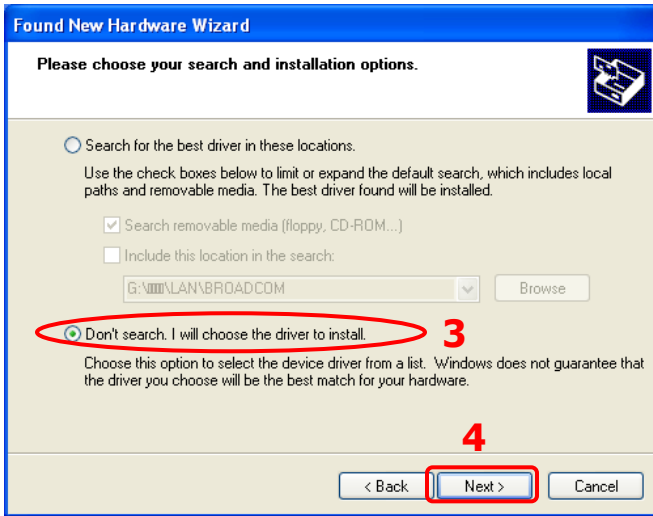 Found New Hardware Wizard
Please choose your search and installation options.
Search for the best driver in these locations.
Use the check boxes below to limit or expand the default search, which includes local
paths and removable media. The best driver found will be installed.
Search removable media (floppy, CD-ROM...)
Include this location in the search:
G:\ \LAN\BROADCOM
Browse
Don't search. I will choose the driver to install.
3
Choose this option to select the device driver from a list. Windows does not guarantee that
the driver you choose will be the best match for your hardware.
4
< Back
Next >
Cancel